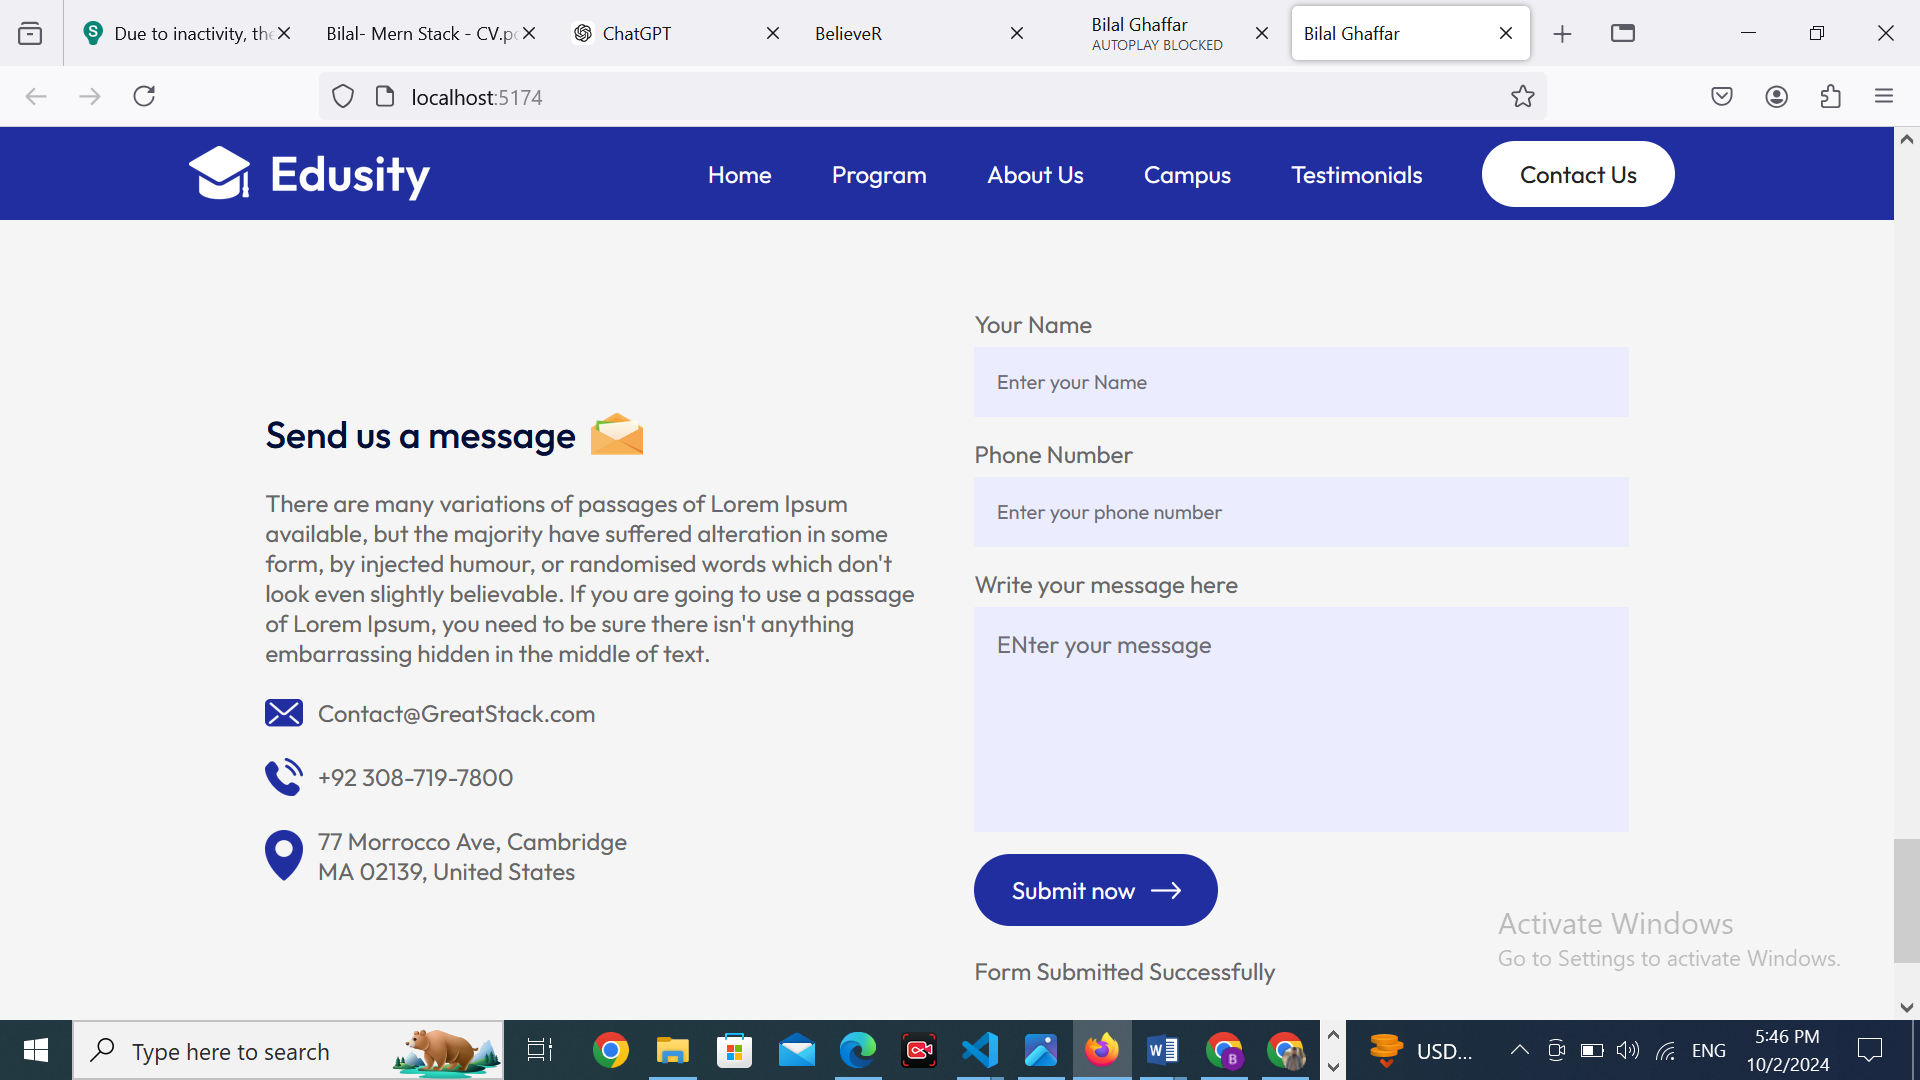 Due to inactivity, the
Bilal- Mern Stack - CV.p
ChatGPT
BelieveR
Bilal Ghaffar
AUTOPLAY BLOCKED
Bilal Ghaffar
localhost:5174
Edusity
Home
Program
About Us
Campus
Testimonials
Contact Us
Send us a message
There are many variations of passages of Lorem Ipsum
available, but the majority have suffered alteration in some
form, by injected humour, or randomised words which don't
look even slightly believable. If you are going to use a passage
of Lorem Ipsum, you need to be sure there isn't anything
embarrassing hidden in the middle of text.
Contact@GreatStack.com
+92 308-719-7800
77 Morrocco Ave, Cambridge
MA 02139, United States
Your Name
Enter your Name
Phone Number
Enter your phone number
Write your message here
ENter your message
Submit now
Form Submitted Successfully
Activate Windows
Go to Settings to activate Windows.
Type here to search
USD...
ENG
5:46 PM
10/2/2024